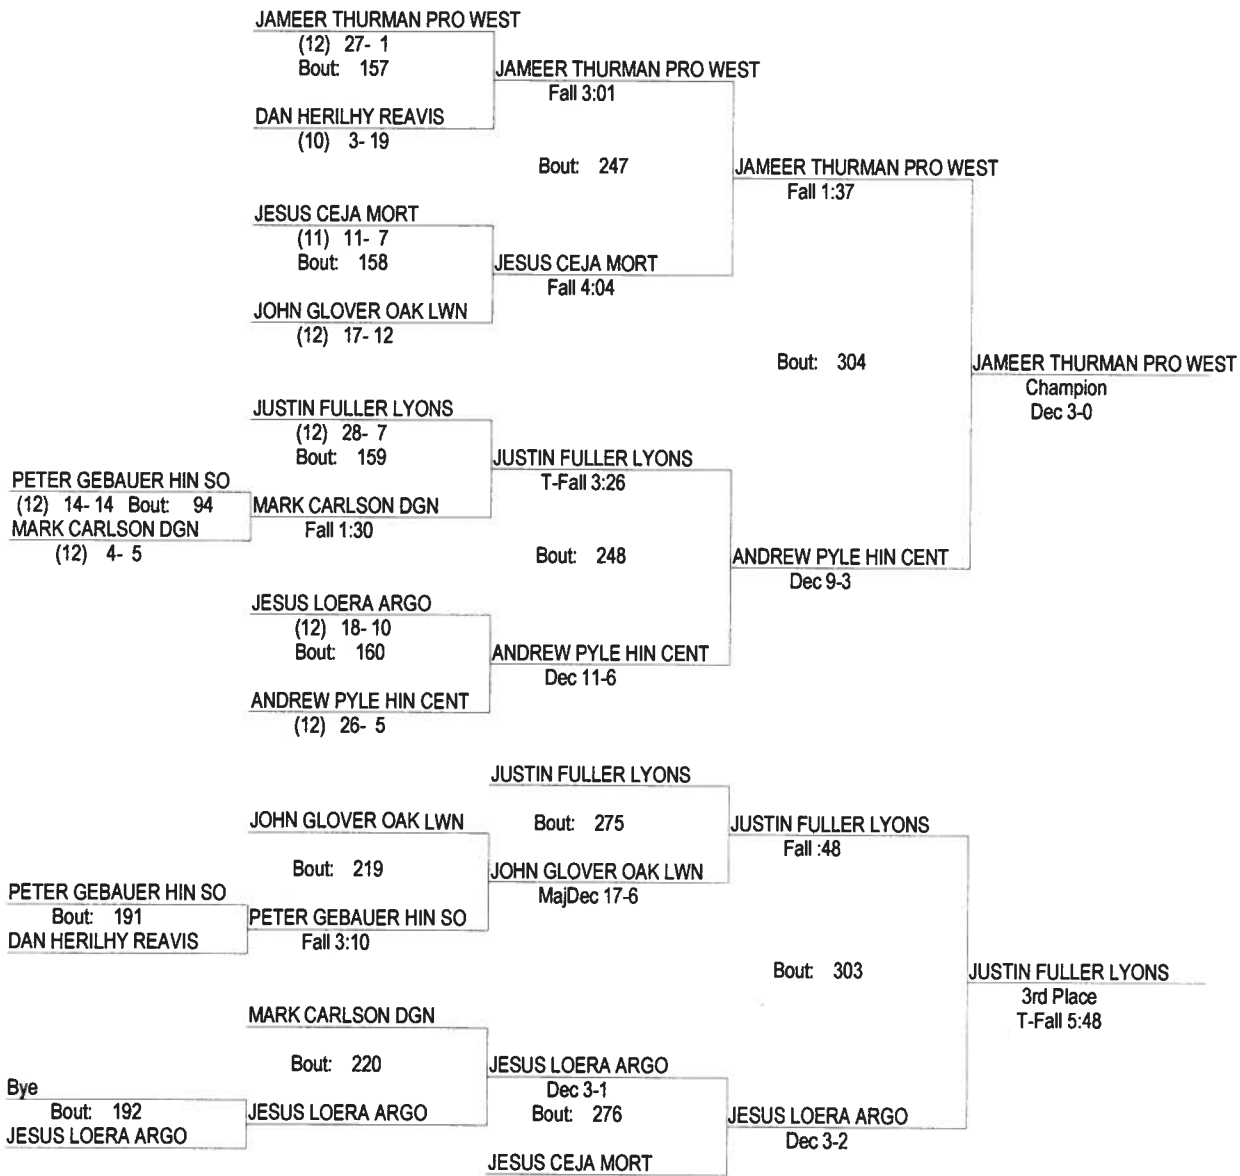 JAMEER THURMAN PRO WEST
(12) 27- 1
Bout: 157
JAMEER THURMAN PRO WEST
Fall 3:01
DAN HERILHY REAVIS
(10) 3- 19
Bout: 247
JAMEER THURMAN PRO WEST
Fall 1:37
JESUS CEJA MORT
(11) 11- 7
Bout: 158
JESUS CEJA MORT
Fall 4:04
JOHN GLOVER OAK LWN
(12) 17- 12
Bout: 304
JAMEER THURMAN PRO WEST
Champion
Dec 3-0
JUSTIN FULLER LYONS
(12) 28- 7
Bout: 159
JUSTIN FULLER LYONS
T-Fall 3:26
PETER GEBAUER HIN SO
(12) 14- 14 Bout: 94
MARK CARLSON DGN
(12) 4- 5
MARK CARLSON DGN
Fall 1:30
Bout: 248
ANDREW PYLE HIN CENT
Dec 9-3
JESUS LOERA ARGO
(12) 18- 10
Bout: 160
ANDREW PYLE HIN CENT
Dec 11-6
ANDREW PYLE HIN CENT
(12) 26- 5
JUSTIN FULLER LYONS
JOHN GLOVER OAK LWN
Bout: 275
JUSTIN FULLER LYONS
Fall :48
Bout: 219
JOHN GLOVER OAK LWN
MajDec 17-6
PETER GEBAUER HIN SO
Bout: 191
DAN HERILHY REAVIS
PETER GEBAUER HIN SO
Fall 3:10
Bout: 303
JUSTIN FULLER LYONS
3rd Place
T-Fall 5:48
MARK CARLSON DGN
Bout: 220
JESUS LOERA ARGO
Dec 3-1
Bout: 276
Bye
Bout: 192
JESUS LOERA ARGO
JESUS LOERA ARGO
JESUS LOERA ARGO
Dec 3-2
JESUS CEJA MORT